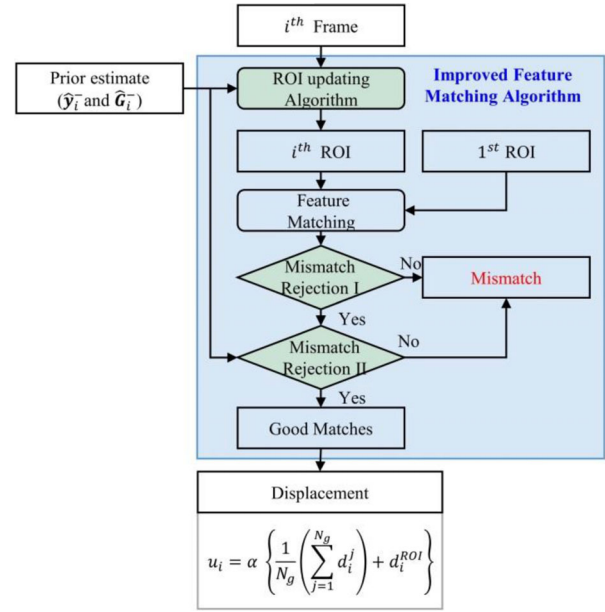 i^{th} Frame
Prior estimate
(ŷ_i^- and Ĝ_i^-)
ROI updating
Algorithm
Improved Feature
Matching Algorithm
i^{th} ROI
1^{st} ROI
Feature
Matching
Mismatch
Rejection I
No
Mismatch
Yes
Mismatch
Rejection II
No
Yes
Good Matches
Displacement
u_i = α { \frac{1}{N_g} ( \sum_{j=1}^{N_g} d_i^j ) + d_i^{ROI} }